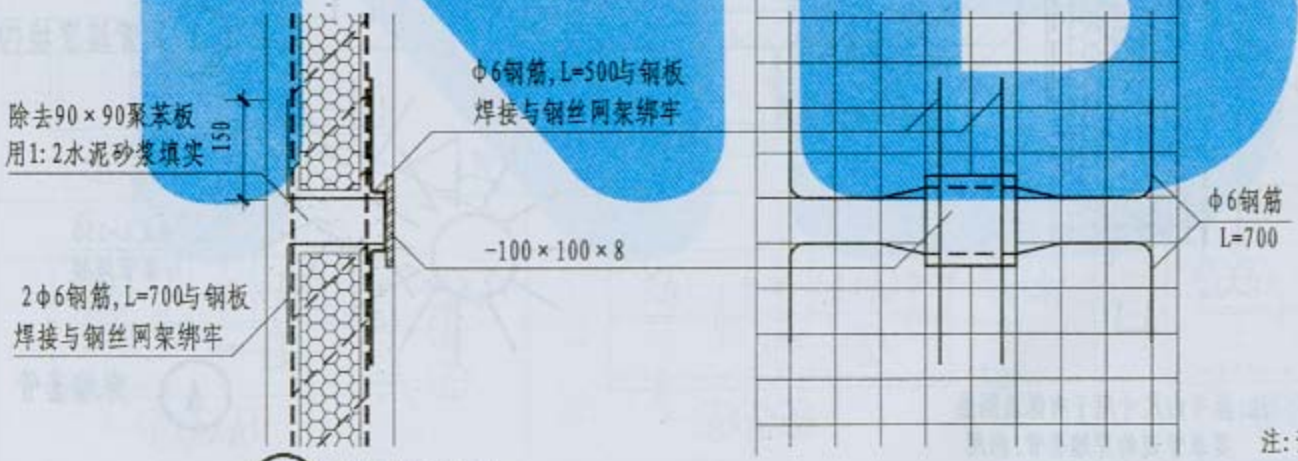 除去90×90聚苯板
用1:2水泥砂浆填实
150
φ6钢筋,L=500与钢板
焊接与钢丝网架绑牢
-100×100×8
φ6钢筋
L=700
2φ6钢筋,L=700与钢板
焊接与钢丝网架绑牢
注: